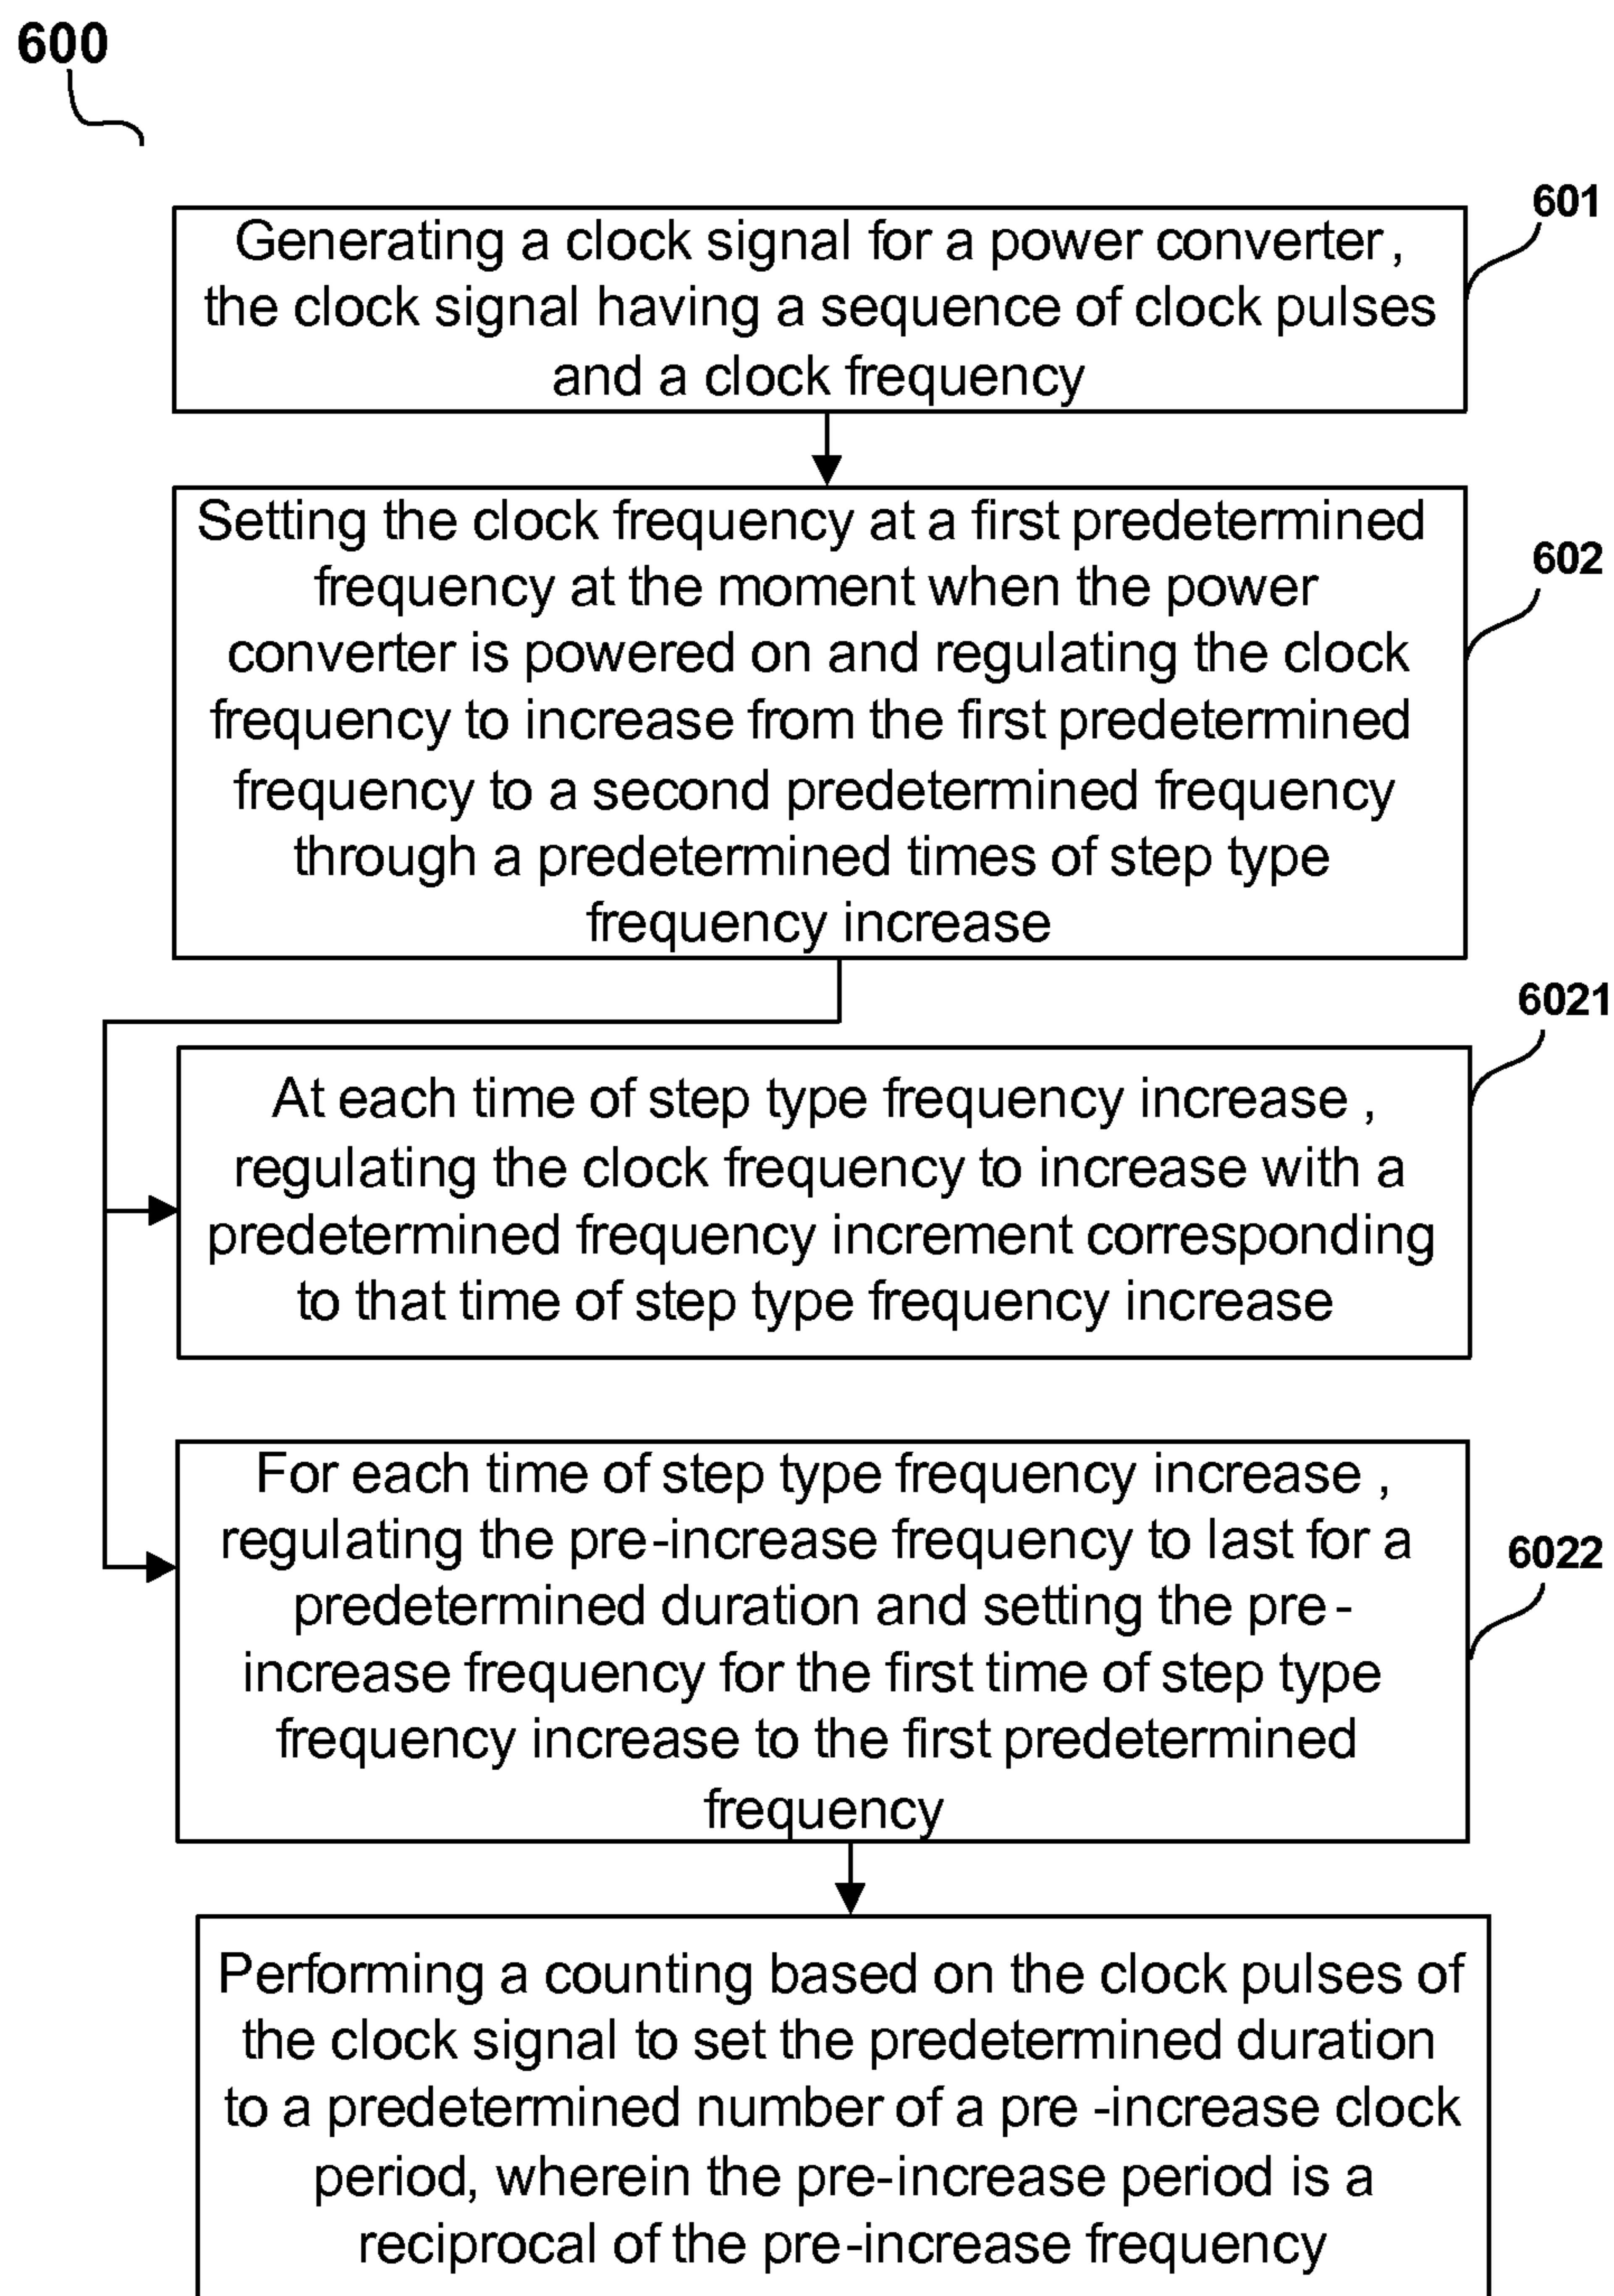 600
601
Generating a clock signal for a power converter,
the clock signal having a sequence of clock pulses
and a clock frequency
602
Setting the clock frequency at a first predetermined
frequency at the moment when the power
converter is powered on and regulating the clock
frequency to increase from the first predetermined
frequency to a second predetermined frequency
through a predetermined times of step type
frequency increase
6021
At each time of step type frequency increase ,
regulating the clock frequency to increase with a
predetermined frequency increment corresponding
to that time of step type frequency increase
6022
For each time of step type frequency increase ,
regulating the pre-increase frequency to last for a
predetermined duration and setting the pre-
increase frequency for the first time of step type
frequency increase to the first predetermined
frequency
Performing a counting based on the clock pulses of
the clock signal to set the predetermined duration
to a predetermined number of a pre -increase clock
period, wherein the pre-increase period is a
reciprocal of the pre-increase frequency